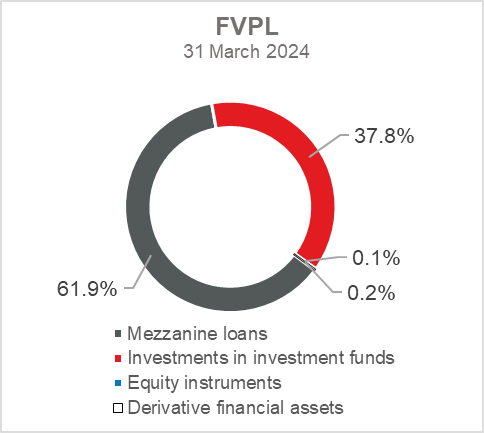 FVPL
31 March 2024
37.8%
0.1%
0.2%
61.9%
Mezzanine loans
Investments in investment funds
Equity instruments
Derivative financial assets